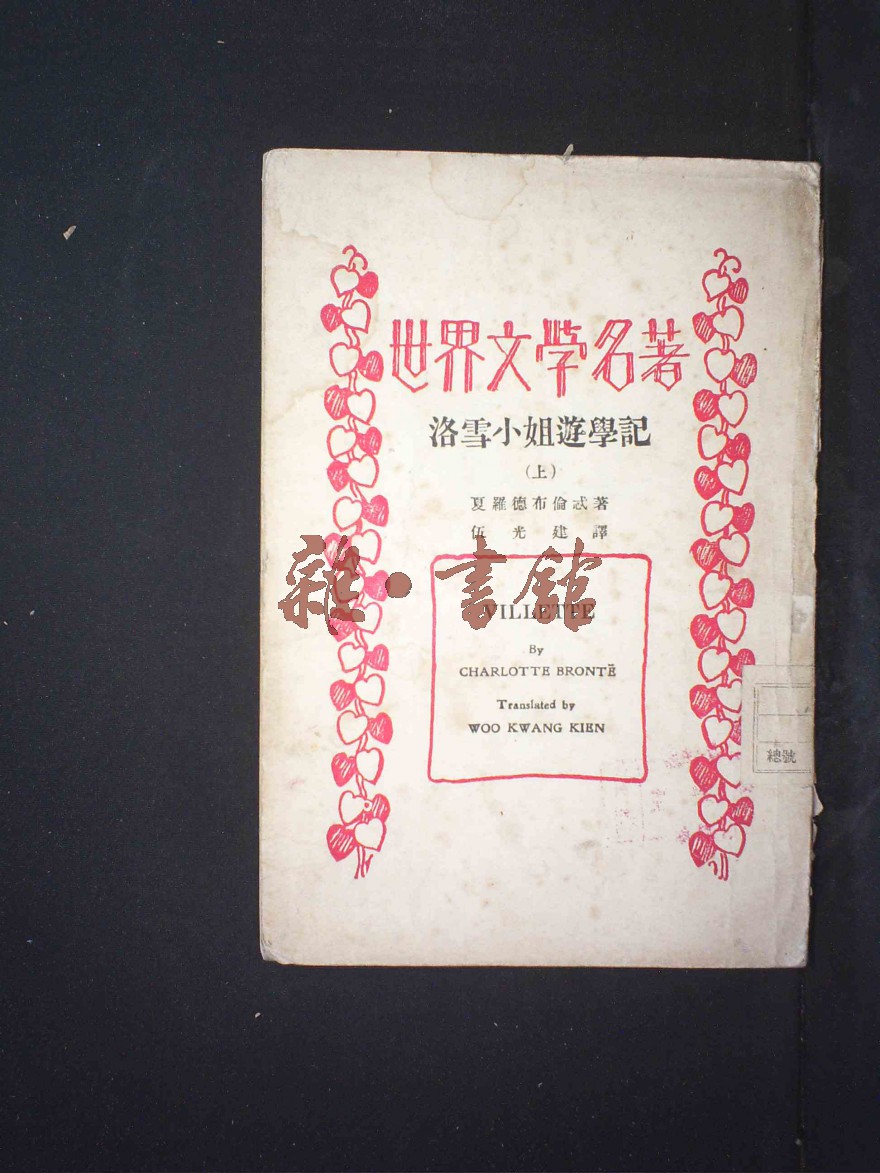 世界文學名著
洛雪小姐遊學記
(上)
夏羅德布倫忒著
伍光建譯
雜·書館
VILLETTE
By
CHARLOTTE BRONTË
Translated by
WOO KWANG KIEN
總號